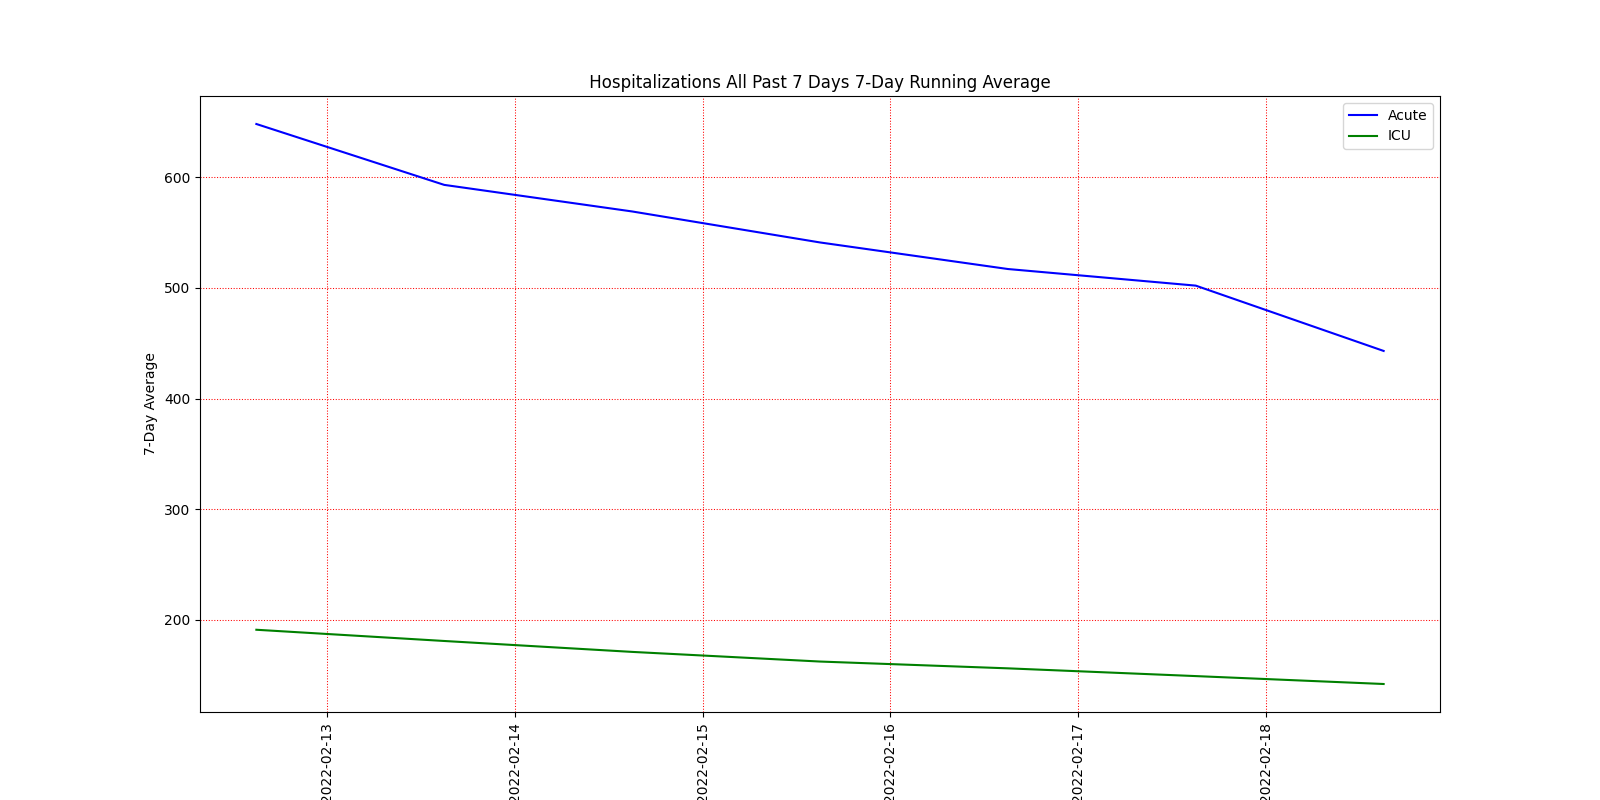 Hospitalizations All Past 7 Days 7-Day Running Average
Acute
ICU
600
500
400
300
200
7-Day Average
2022-02-13
2022-02-14
2022-02-15
2022-02-16
2022-02-17
2022-02-18